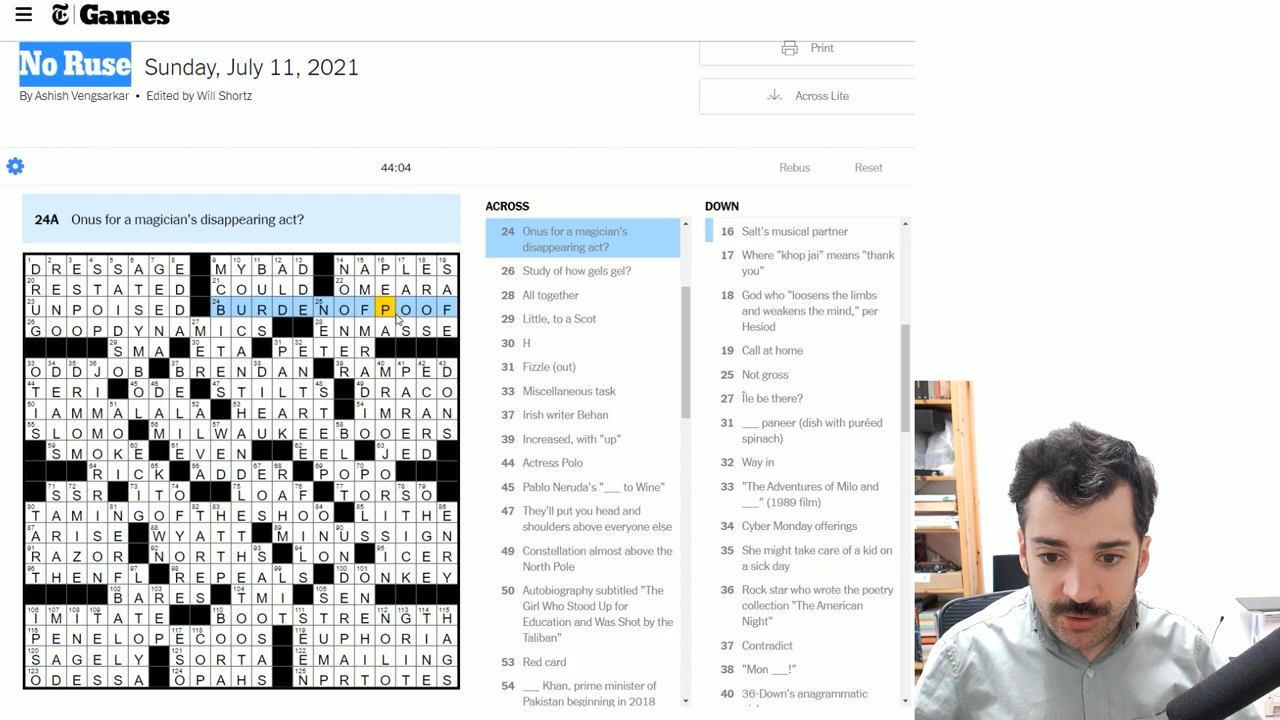 Games
No Ruse Sunday, July 11, 2021
By Ashish Vengsarkar • Edited by Will Shortz
Print
Across Lite
44:04
Rebus
Reset
24A Onus for a magician's disappearing act?
DRESSAGE MYBAD NAPLES
RESTATED COULD OMEARA
UNPOISED BURDENOFPOOF
GOOPDYNAMICS ENMASSE
SMA ETA PETER
ODDJOB BRENDAN RAMPED
TERI ODE STILTS DRACO
IAMMALALA HEART IMRAN
SLOMO MILWAUKEEBOOERS
SMOKE EVEN EEL JED
RICK ADDER POPO
SSR ITO LOAF TORSO
TAMINGOFTHESHOO LITHE
ARISE WYATT MINUSSIGN
RAZOR NORTHS LON ICER
THENFL REPEALS DONKEY
BARES TMI SEN
IMITATE BOOTSTRENGTH
PENELOPECOOS EUPHORIA
SAGELY SORTA EMAILING
ODESSA OPAHS NPRTOTES
ACROSS
24 Onus for a magician's
disappearing act?
26 Study of how gels gel?
28 All together
29 Little, to a Scot
30 H
31 Fizzle (out)
33 Miscellaneous task
37 Irish writer Behan
39 Increased, with "up"
44 Actress Polo
45 Pablo Neruda's "___ to Wine"
47 They'll put you head and
shoulders above everyone else
49 Constellation almost above the
North Pole
50 Autobiography subtitled "The
Girl Who Stood Up for
Education and Was Shot by the
Taliban"
53 Red card
54 ___ Khan, prime minister of
Pakistan beginning in 2018
DOWN
16 Salt's musical partner
17 Where "khop jai" means "thank
you"
18 God who "loosens the limbs
and weakens the mind," per
Hesiod
19 Call at home
25 Not gross
27 Île be there?
31 ___ paneer (dish with puréed
spinach)
32 Way in
33 "The Adventures of Milo and
___" (1989 film)
34 Cyber Monday offerings
35 She might take care of a kid on
a sick day
36 Rock star who wrote the poetry
collection "The American
Night"
37 Contradict
38 "Mon ___!"
40 36-Down's anagrammatic